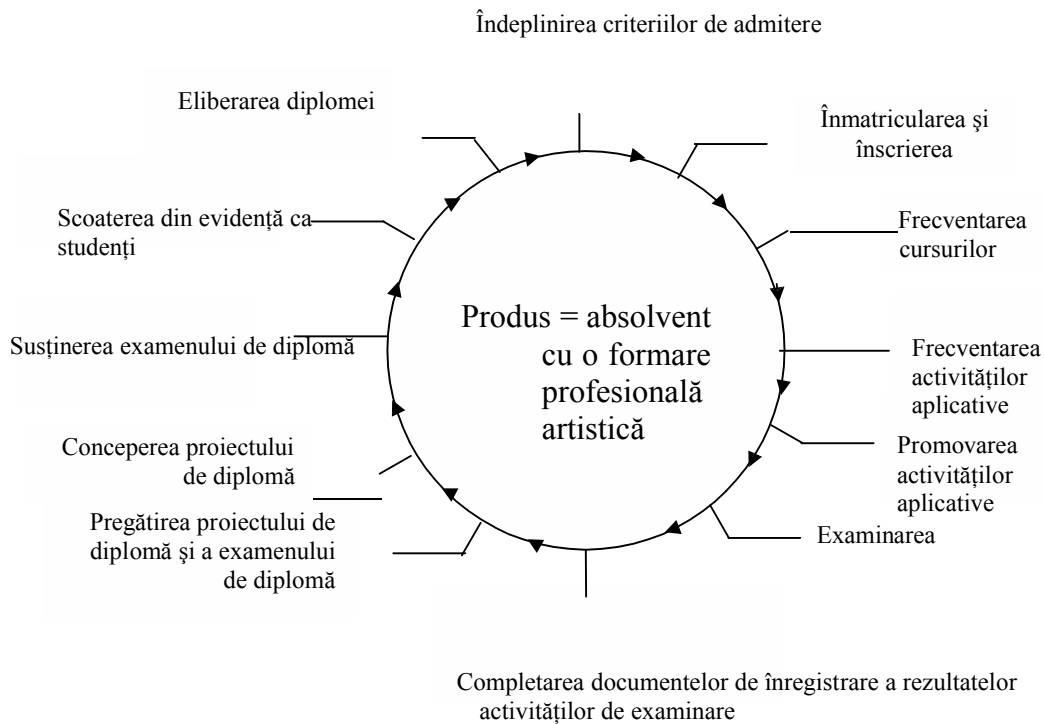 Îndeplinirea criteriilor de admitere
Eliberarea diplomei
Înmatricularea şi
înscrierea
Scoaterea din evidență ca
studenți
Frecventarea
cursurilor
Produs = absolvent
cu o formare
profesională
artistică
Susținerea examenului de diplomă
Frecventarea
activităților
aplicative
Conceperea proiectului
de diplomă
Promovarea
activităților
aplicative
Pregătirea proiectului de
diplomă şi a examenului
de diplomă
Examinarea
Completarea documentelor de înregistrare a rezultatelor
activităților de examinare